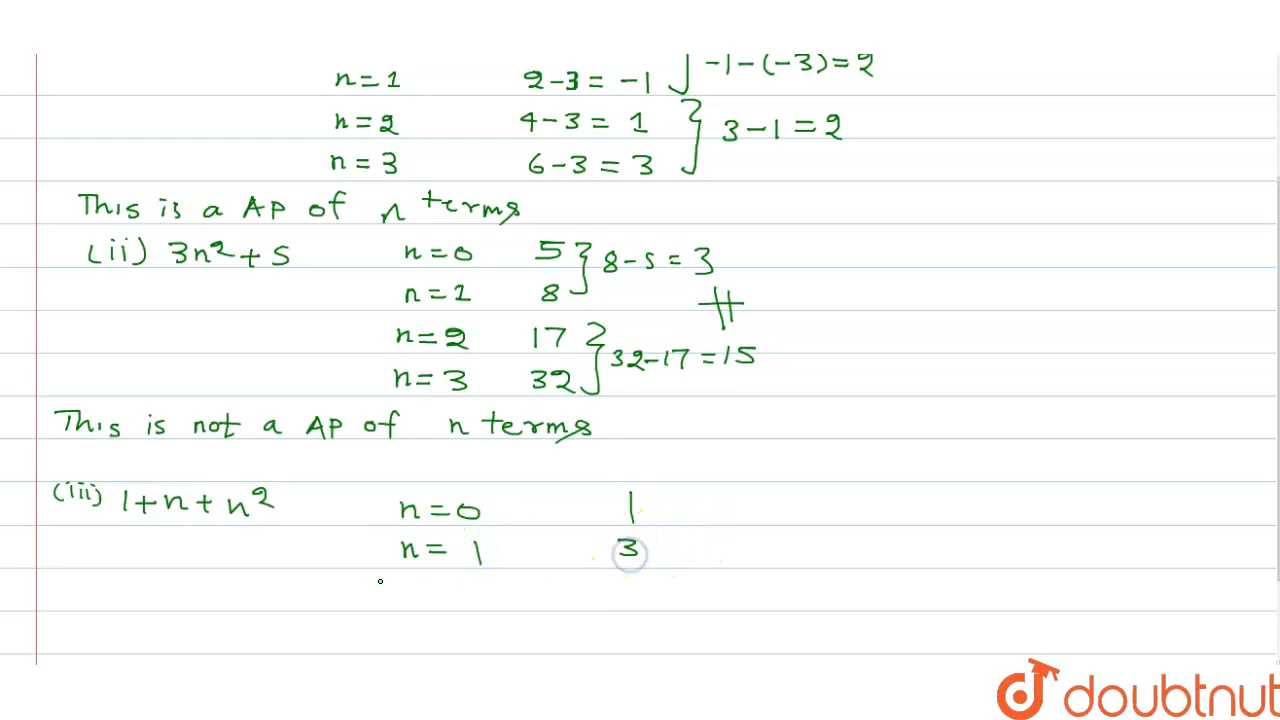 -1-(-3)=2
n=1 2-3=-1
n=2 4-3=1 3-1=2
n=3 6-3=3
This is a AP of n terms
(ii) 3n²+5 n=0 5 8-5=3
n=1 8
n=2 17 32-17=15
n=3 32
This is not a AP of n terms
(iii) 1+n+n² n=0 1
n=1 3
doubtnut